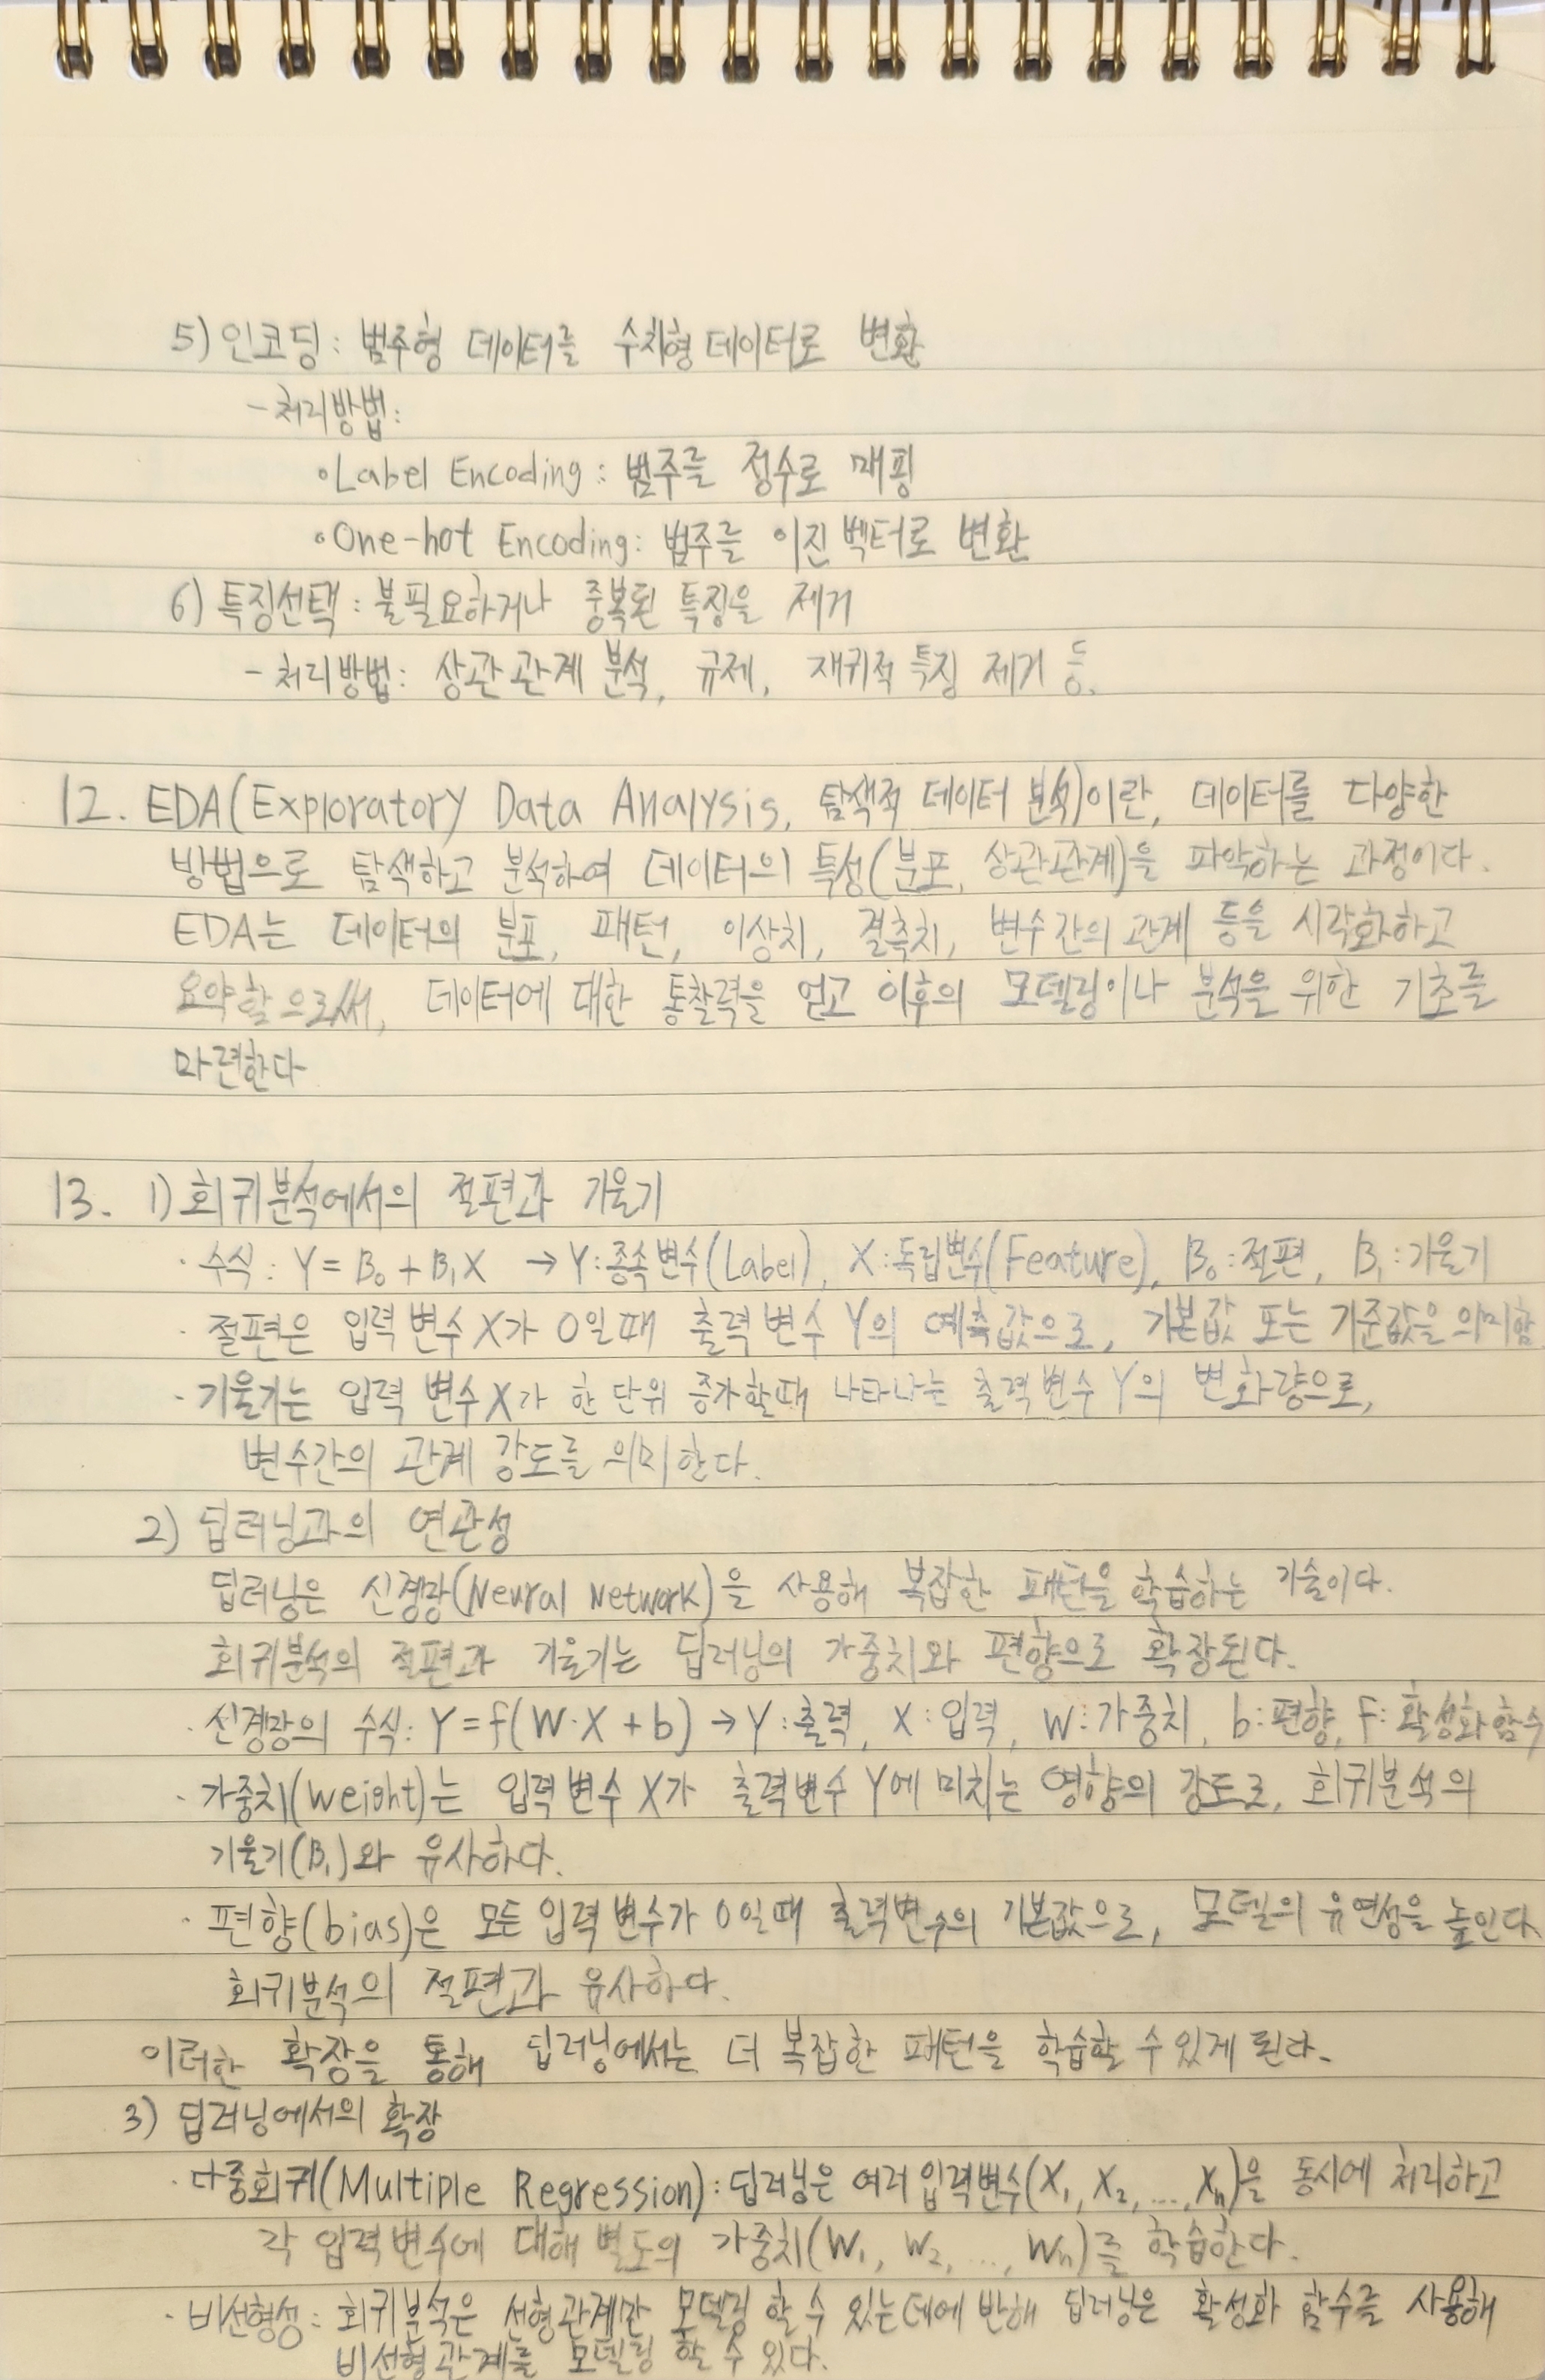 5) 인코딩 : 범주형 데이터를 수치형 데이터로 변환
- 처리방법 :
◦ Label Encoding : 범주를 정수로 매핑
◦ One-hot Encoding : 범주를 이진 벡터로 변환
6) 특징선택 : 불필요하거나 중복된 특징을 제거
- 처리방법 : 상관관계 분석, 규제, 재귀적 특징 제거 등.
12. EDA(Exploratory Data Analysis, 탐색적 데이터 분석)이란, 데이터를 다양한
방법으로 탐색하고 분석하여 데이터의 특성(분포, 상관관계)을 파악하는 과정이다.
EDA는 데이터의 분포, 패턴, 이상치, 결측치, 변수 간의 관계 등을 시각화하고
요약함으로써, 데이터에 대한 통찰력을 얻고 이후의 모델링이나 분석을 위한 기초를
마련한다
13. 1) 회귀분석에서의 절편과 기울기
· 수식 : Y = B₀ + B₁X → Y : 종속변수(Label), X : 독립변수(Feature), B₀ : 절편, B₁ : 기울기
· 절편은 입력 변수 X가 0일 때 출력 변수 Y의 예측값으로, 기본값 또는 기준값을 의미함
· 기울기는 입력 변수 X가 한 단위 증가할때 나타나는 출력 변수 Y의 변화량으로,
변수간의 관계 강도를 의미한다.
2) 딥러닝과의 연관성
딥러닝은 신경망(Neural Network)을 사용해 복잡한 패턴을 학습하는 기술이다.
회귀분석의 절편과 기울기는 딥러닝의 가중치와 편향으로 확장된다.
· 신경망의 수식 : Y = f(W·X + b) → Y : 출력, X : 입력, W : 가중치, b : 편향, F : 활성화 함수
· 가중치(weight)는 입력 변수 X가 출력변수 Y에 미치는 영향의 강도로, 회귀분석의
기울기(B₁)와 유사하다.
· 편향(bias)은 모든 입력 변수가 0일때 출력변수의 기본값으로, 모델의 유연성을 높인다.
회귀분석의 절편과 유사하다.
이러한 확장을 통해 딥러닝에서는 더 복잡한 패턴을 학습할 수 있게 된다.
3) 딥러닝에서의 확장
· 다중회귀(Multiple Regression) : 딥러닝은 여러 입력변수(X₁, X₂, ..., Xn)을 동시에 처리하고
각 입력 변수에 대해 별도의 가중치(W₁, W₂, ..., Wn)를 학습한다.
· 비선형성 : 회귀분석은 선형관계만 모델링 할 수 있는데에 반해 딥러닝은 활성화 함수를 사용해
비선형 관계를 모델링 할 수 있다.